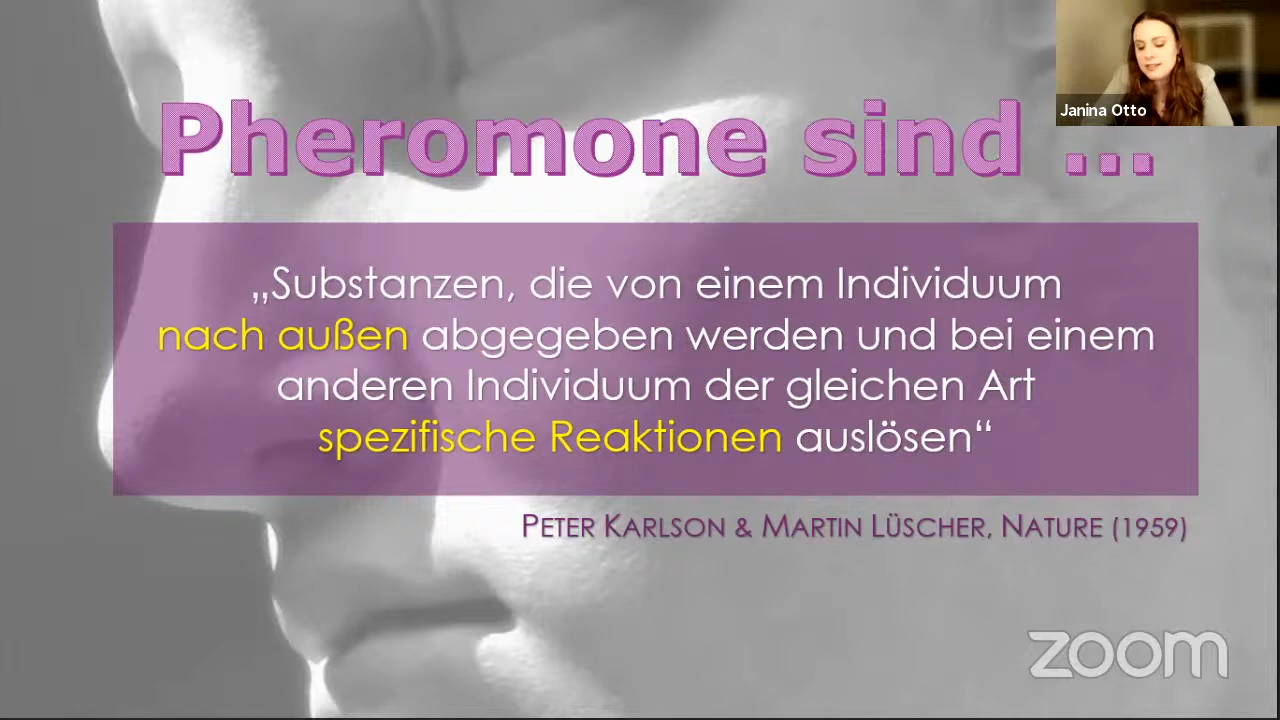 Janina Otto
Pheromone sind ...
„Substanzen, die von einem Individuum
nach außen abgegeben werden und bei einem
anderen Individuum der gleichen Art
spezifische Reaktionen auslösen“
PETER KARLSON & MARTIN LÜSCHER, NATURE (1959)
zoom